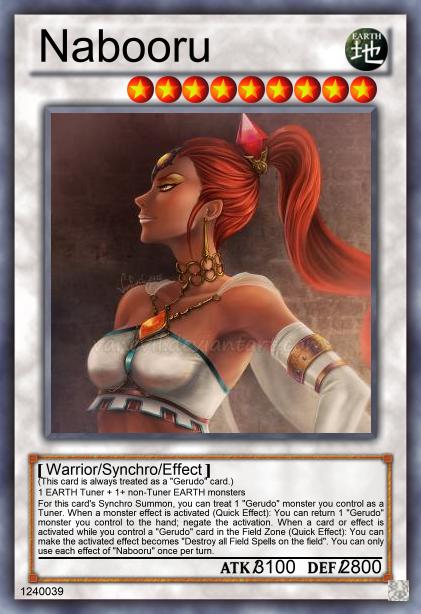 Nabooru
EARTH
地
[ Warrior/Synchro/Effect ]
(This card is always treated as a "Gerudo" card.)
1 EARTH Tuner + 1+ non-Tuner EARTH monsters
For this card's Synchro Summon, you can treat 1 "Gerudo" monster you control as a
Tuner. When a monster effect is activated (Quick Effect): You can return 1 "Gerudo"
monster you control to the hand; negate the activation. When a card or effect is
activated while you control a "Gerudo" card in the Field Zone (Quick Effect): You can
make the activated effect becomes "Destroy all Field Spells on the field". You can only
use each effect of "Nabooru" once per turn.
ATK/3100 DEF/2800
1240039